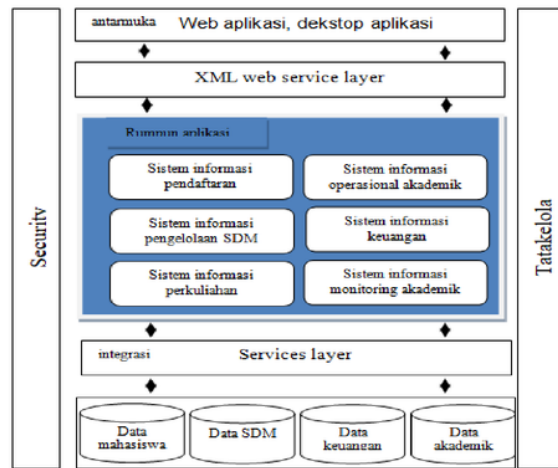 antarmuka Web aplikasi, dekstop aplikasi
XML web service layer
Rumpun aplikasi
Sistem informasi
pendaftaran
Sistem informasi
operasional akademik
Sistem informasi
pengelolaan SDM
Sistem informasi
keuangan
Sistem informasi
perkuliahan
Sistem informasi
monitoring akademik
integrasi Services layer
Data
mahasiswa
Data SDM
Data
keuangan
Data
akademik
Security
Tatakelola